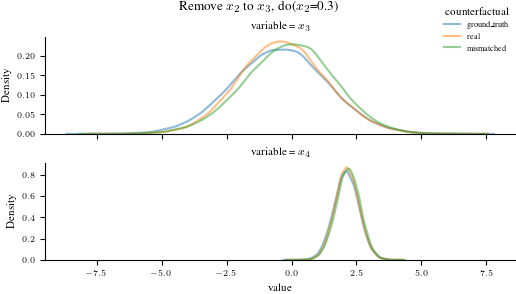 Remove x₂ to x₃, do(x₂=0.3)
counterfactual
ground_truth
real
mismatched
variable = x₃
Density
0.20
0.15
0.10
0.05
0.00
variable = x₄
Density
0.8
0.6
0.4
0.2
0.0
−7.5 −5.0 −2.5 0.0 2.5 5.0 7.5
value